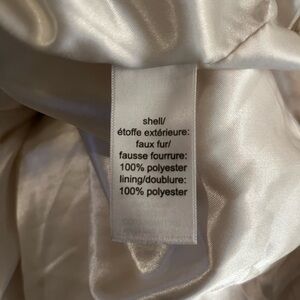 shell/
étoffe extérieure:
faux fur/
fausse fourrure:
100% polyester
lining/doublure:
100% polyester